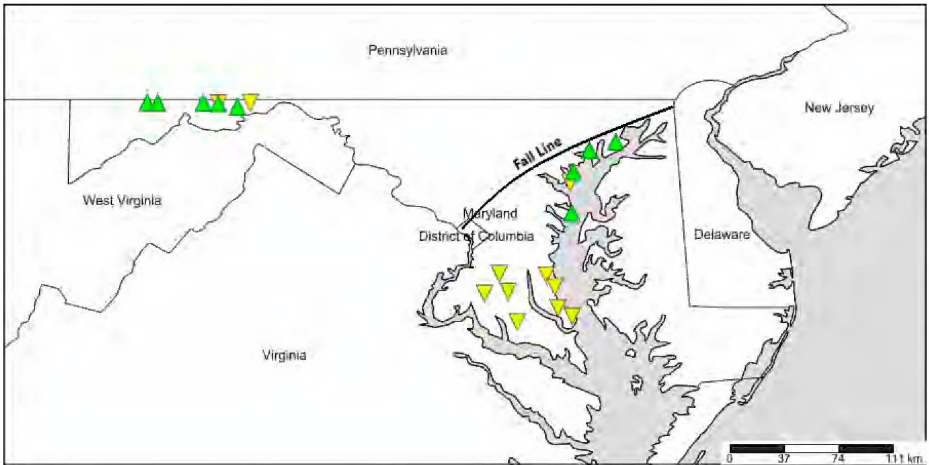 Pennsylvania
New Jersey
Fall Line
West Virginia
Maryland
District of Columbia
Delaware
Virginia
0 37 74 111 km